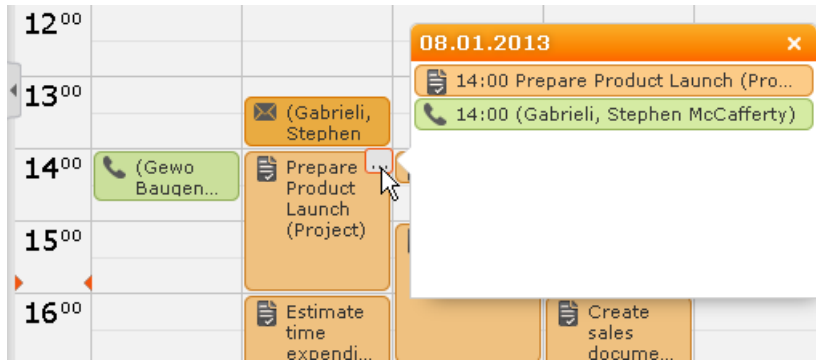 12⁰⁰
08.01.2013 ×
14:00 Prepare Product Launch (Pro...
14:00 (Gabrieli, Stephen McCafferty)
13⁰⁰
(Gabrieli,
Stephen
14⁰⁰
(Gewo
Baugen...
Prepare ...
Product
Launch
(Project)
15⁰⁰
16⁰⁰
Estimate
time
expendi...
Create
sales
docume...